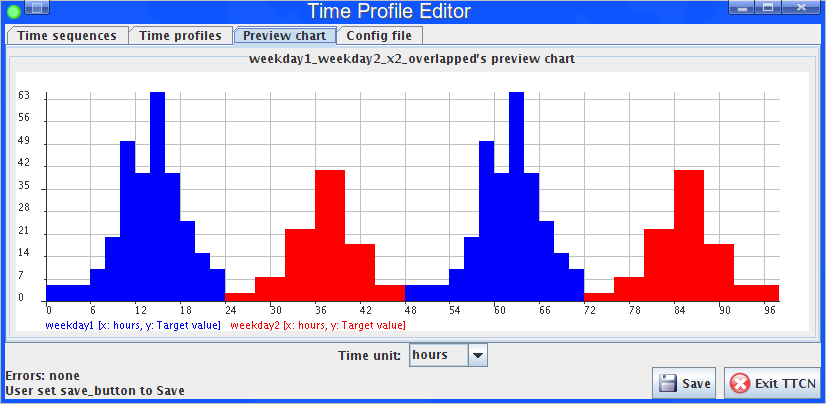 Time Profile Editor
Time sequences Time profiles Preview chart Config file
weekday1_weekday2_x2_overlapped's preview chart
63
56
49
42
35
28
21
14
7
0
0 6 12 18 24 30 36 42 48 54 60 66 72 78 84 90 96
weekday1 [x: hours, y: Target value] weekday2 [x: hours, y: Target value]
Time unit: hours
Errors: none
User set save_button to Save
Save Exit TTCN